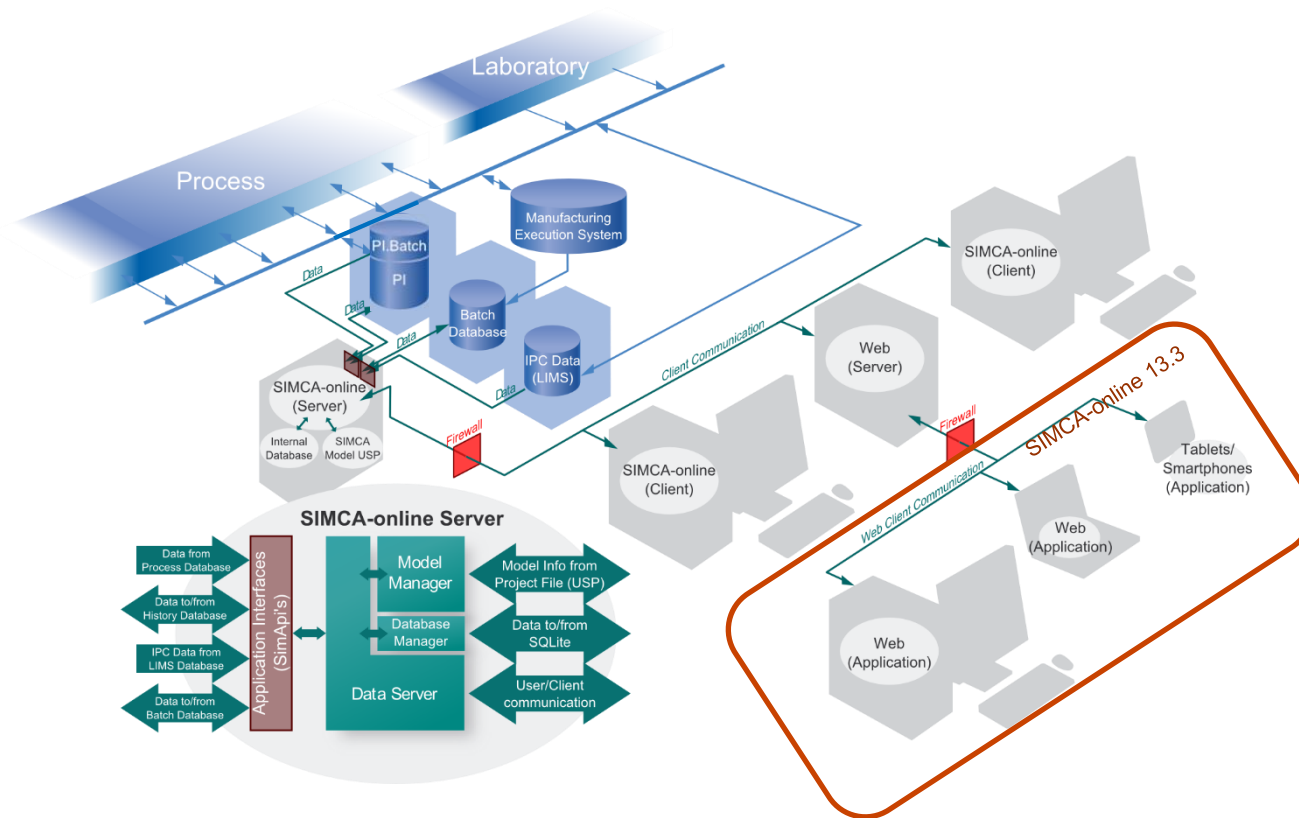 Laboratory
Process
Manufacturing
Execution System
PI.Batch
PI
Data
Data
Batch
Database
Data
IPC Data
(LIMS)
Data
SIMCA-online
(Server)
Internal
Database
SIMCA
Model USP
Firewall
Client Communication
SIMCA-online
(Client)
Web
(Server)
SIMCA-online
(Client)
Firewall
SIMCA-online 13.3
Tablets/
Smartphones
(Application)
Web Client Communication
Web
(Application)
Web
(Application)
SIMCA-online Server
Data from
Process Database
Data to/from
History Database
IPC Data from
LIMS Database
Data to/from
Batch Database
Application Interfaces
(SimApi's)
Model
Manager
Database
Manager
Data Server
Model Info from
Project File (USP)
Data to/from
SQLite
User/Client
communication